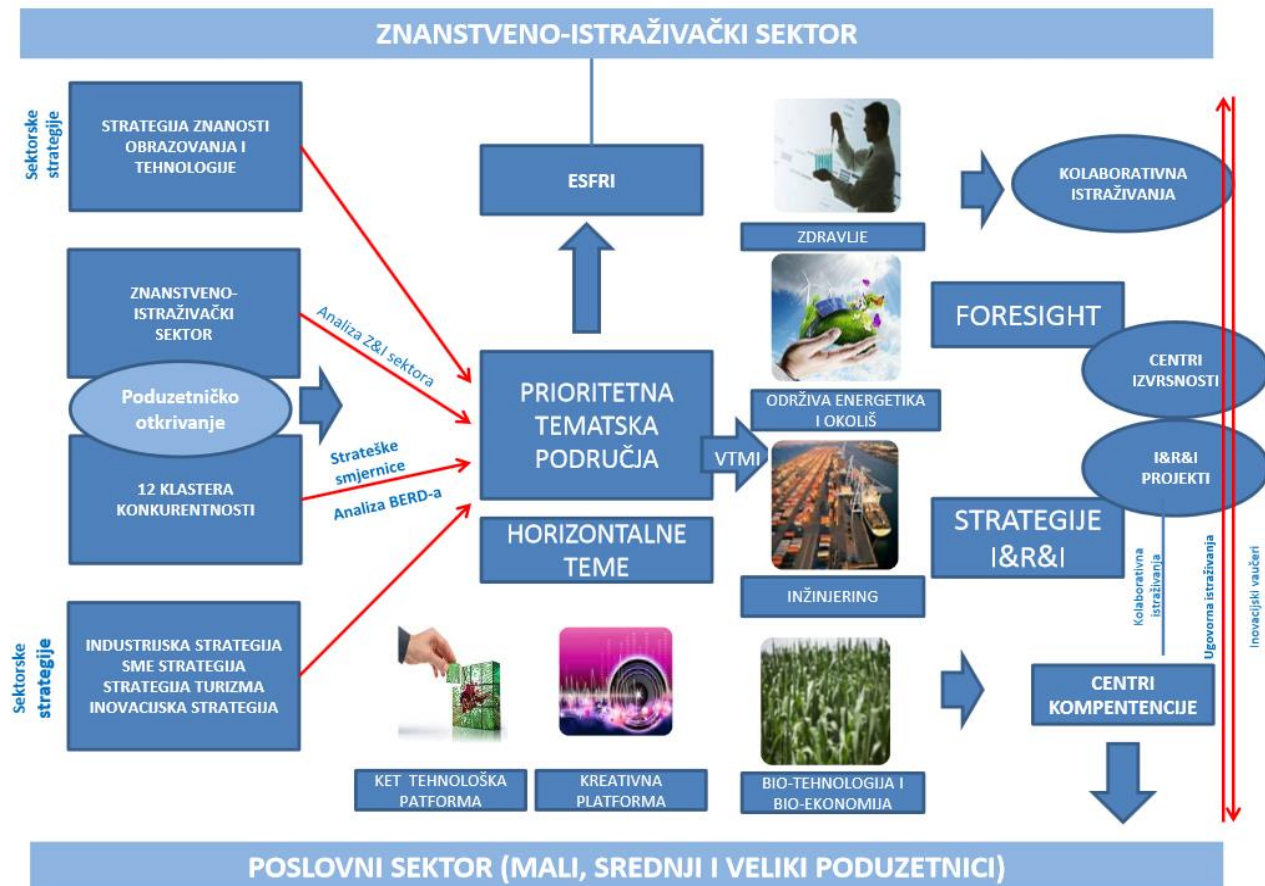 ZNANSTVENO-ISTRAŽIVAČKI SEKTOR
Sektorske
strategije
STRATEGIJA ZNANOSTI
OBRAZOVANJA I
TEHNOLOGIJE
ESFRI
ZDRAVLJE
KOLABORATIVNA
ISTRAŽIVANJA
ZNANSTVENO-
ISTRAŽIVAČKI
SEKTOR
Analiza Z&I sektora
Poduzetničko
otkrivanje
12 KLASTERA
KONKURENTNOSTI
Strateške
smjernice
Analiza BERD-a
PRIORITETNA
TEMATSKA
PODRUČJA
VTMI
HORIZONTALNE
TEME
ODRŽIVA ENERGETIKA
I OKOLIŠ
INŽINJERING
FORESIGHT
CENTRI
IZVRSNOSTI
I&R&I
PROJEKTI
STRATEGIJE
I&R&I
Kolaborativna
istraživanja
Ugovorna istraživanja
Inovacijski vaučeri
Sektorske
strategije
INDUSTRIJSKA STRATEGIJA
SME STRATEGIJA
STRATEGIJA TURIZMA
INOVACIJSKA STRATEGIJA
KET TEHNOLOŠKA
PATFORMA
KREATIVNA
PLATFORMA
BIO-TEHNOLOGIJA I
BIO-EKONOMIJA
CENTRI
KOMPENTENCIJE
POSLOVNI SEKTOR (MALI, SREDNJI I VELIKI PODUZETNICI)